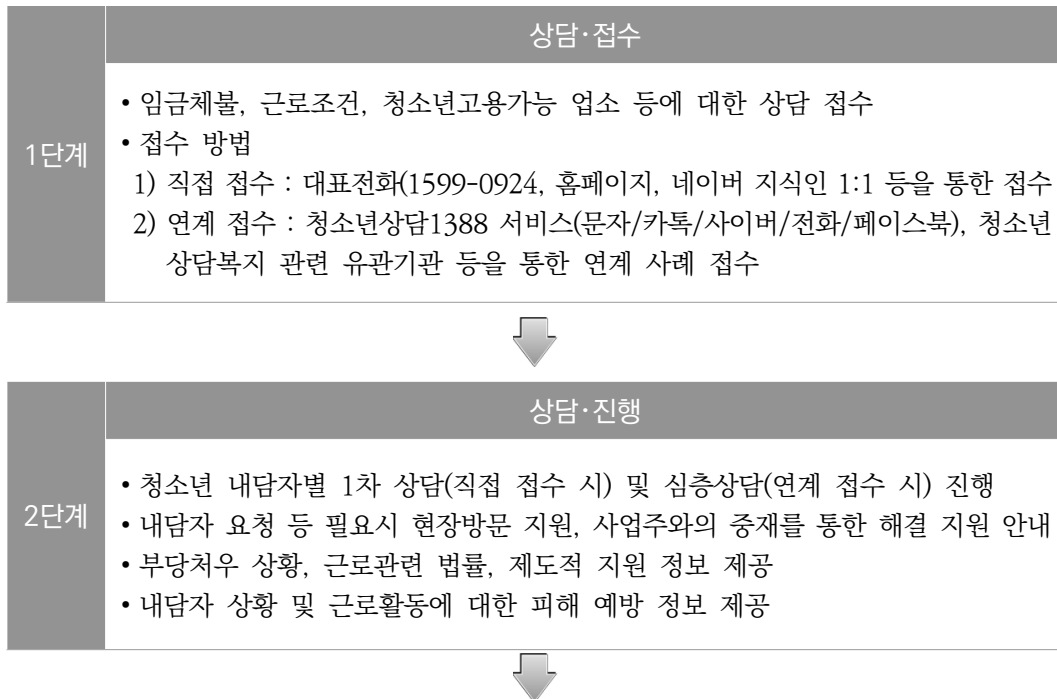 상담·접수
1단계
• 임금체불, 근로조건, 청소년고용가능 업소 등에 대한 상담 접수
• 접수 방법
1) 직접 접수 : 대표전화(1599-0924, 홈페이지, 네이버 지식인 1:1 등을 통한 접수
2) 연계 접수 : 청소년상담1388 서비스(문자/카톡/사이버/전화/페이스북), 청소년
상담복지 관련 유관기관 등을 통한 연계 사례 접수
상담·진행
2단계
• 청소년 내담자별 1차 상담(직접 접수 시) 및 심층상담(연계 접수 시) 진행
• 내담자 요청 등 필요시 현장방문 지원, 사업주와의 중재를 통한 해결 지원 안내
• 부당처우 상황, 근로관련 법률, 제도적 지원 정보 제공
• 내담자 상황 및 근로활동에 대한 피해 예방 정보 제공